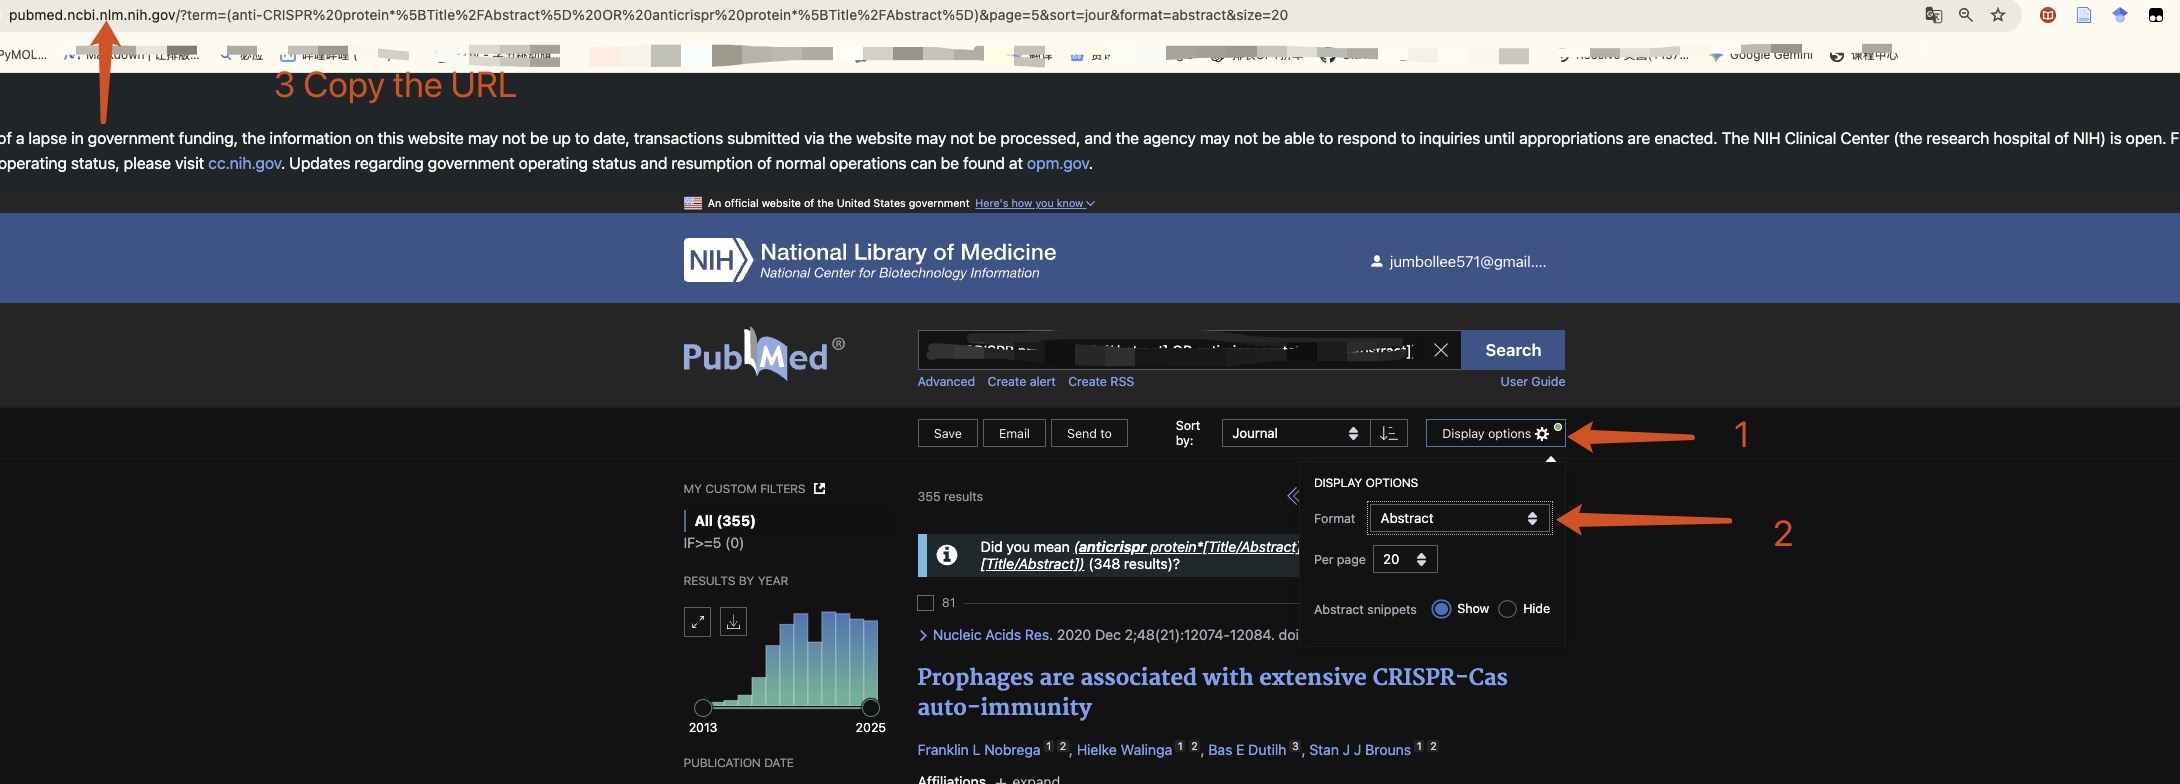 pubmed.ncbi.nlm.nih.gov/?term=(anti-CRISPR%20protein*%5BTitle%2FAbstract%5D%20OR%20anticrispr%20protein*%5BTitle%2FAbstract%5D)&page=5&sort=jour&format=abstract&size=20
PyMOL...
Google Gemini
课程中心
3 Copy the URL
of a lapse in government funding, the information on this website may not be up to date, transactions submitted via the website may not be processed, and the agency may not be able to respond to inquiries until appropriations are enacted. The NIH Clinical Center (the research hospital of NIH) is open. F
operating status, please visit cc.nih.gov. Updates regarding government operating status and resumption of normal operations can be found at opm.gov.
An official website of the United States government Here's how you know
NIH National Library of Medicine
National Center for Biotechnology Information
jumbollee571@gmail....
PubMed®
Search
Advanced Create alert Create RSS User Guide
Save Email Send to Sort by: Journal Display options 1
MY CUSTOM FILTERS
All (355)
IF>=5 (0)
355 results
DISPLAY OPTIONS
Format Abstract 2
Per page 20
Abstract snippets Show Hide
Did you mean (anticrispr protein*[Title/Abstract]
[Title/Abstract]) (348 results)?
RESULTS BY YEAR
2013 2025
PUBLICATION DATE
81
Nucleic Acids Res. 2020 Dec 2;48(21):12074-12084. doi
Prophages are associated with extensive CRISPR-Cas
auto-immunity
Franklin L Nobrega 1 2, Hielke Walinga 1 2, Bas E Dutilh 3, Stan J J Brouns 1 2
Affiliations + expand